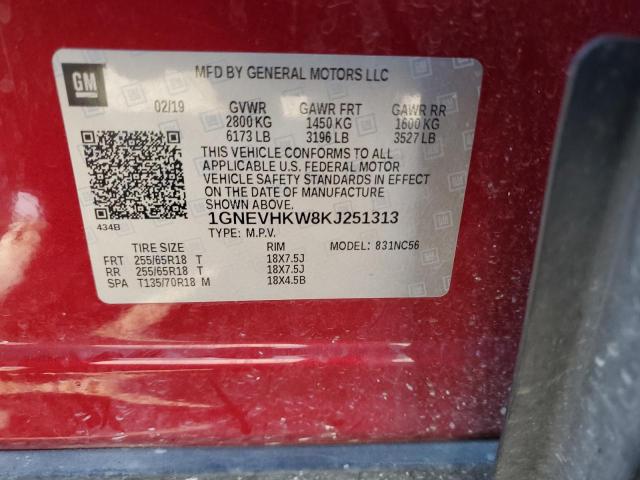 GM
MFD BY GENERAL MOTORS LLC
02/19 GVWR GAWR FRT GAWR RR
2800 KG 1450 KG 1600 KG
6173 LB 3196 LB 3527 LB
THIS VEHICLE CONFORMS TO ALL
APPLICABLE U.S. FEDERAL MOTOR
VEHICLE SAFETY STANDARDS IN EFFECT
ON THE DATE OF MANUFACTURE
SHOWN ABOVE.
434B
1GNEVHKW8KJ251313
TYPE: M.P.V. MODEL: 831NC56
TIRE SIZE RIM
FRT 255/65R18 T 18X7.5J
RR 255/65R18 T 18X7.5J
SPA T135/70R18 M 18X4.5B